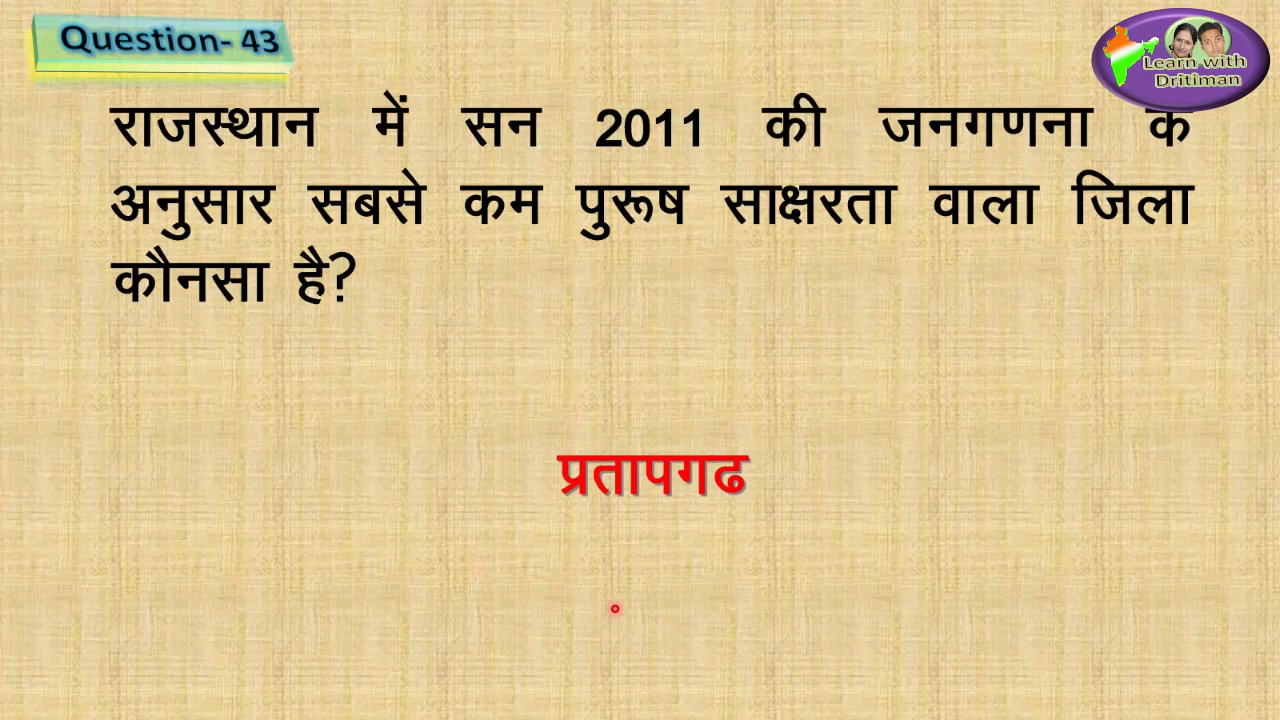 Question- 43
Learn with
Dritiman
राजस्थान में सन 2011 की जनगणना के
अनुसार सबसे कम पुरूष साक्षरता वाला जिला
कौनसा है?
प्रतापगढ